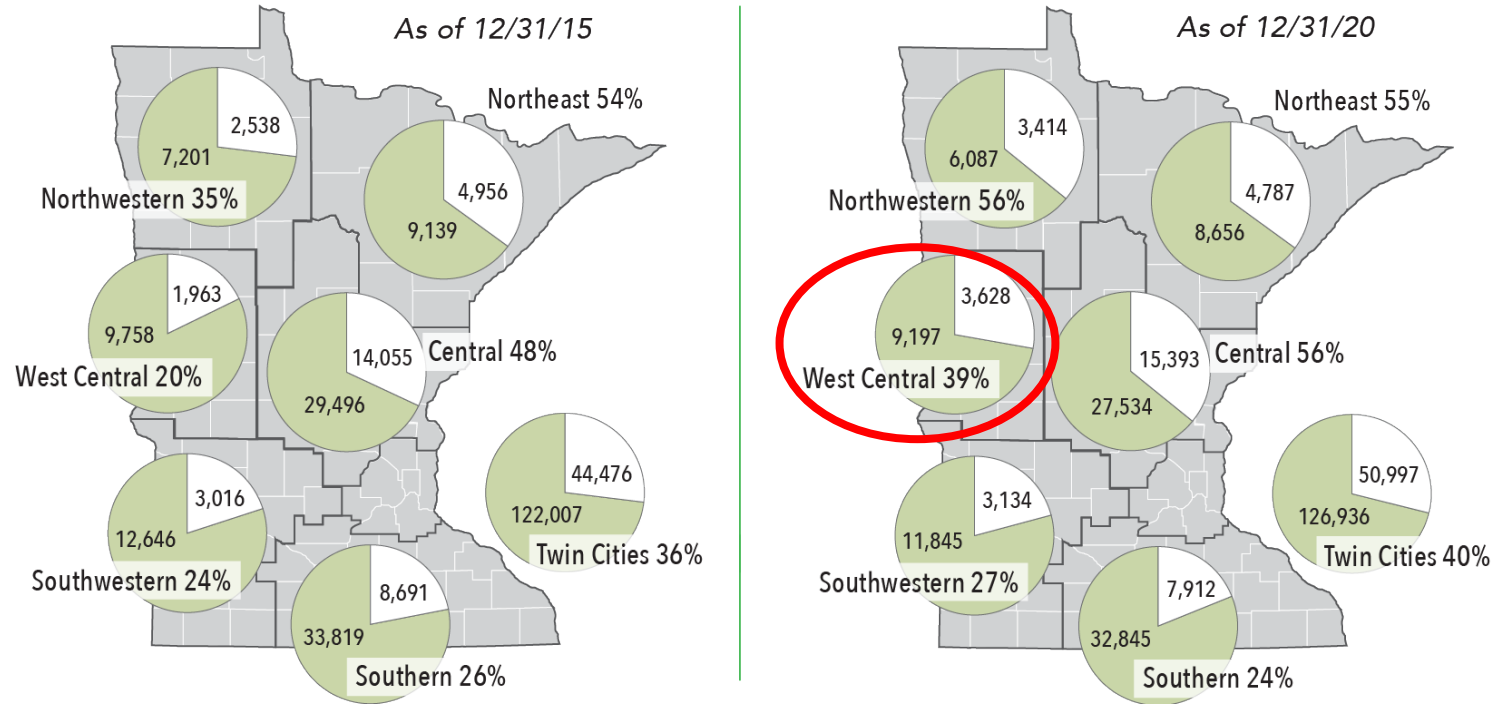 As of 12/31/15
Northeast 54%
2,538
7,201
Northwestern 35%
4,956
9,139
1,963
9,758
West Central 20%
14,055
Central 48%
29,496
44,476
122,007
Twin Cities 36%
3,016
12,646
Southwestern 24%
8,691
33,819
Southern 26%
As of 12/31/20
Northeast 55%
3,414
6,087
Northwestern 56%
4,787
8,656
3,628
9,197
West Central 39%
15,393
Central 56%
27,534
50,997
126,936
Twin Cities 40%
3,134
11,845
Southwestern 27%
7,912
32,845
Southern 24%